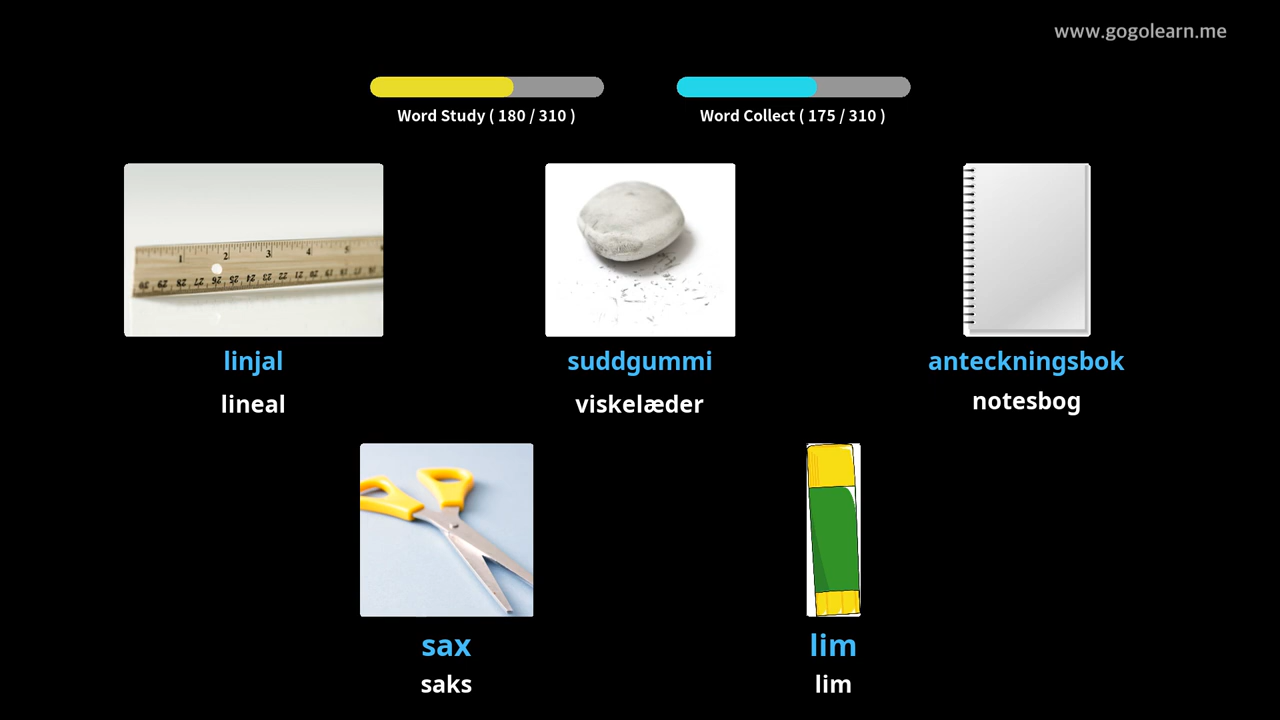 www.gogolearn.me
Word Study ( 180 / 310 )
Word Collect ( 175 / 310 )
linjal
lineal
suddgummi
viskelæder
anteckningsbok
notesbog
sax
saks
lim
lim